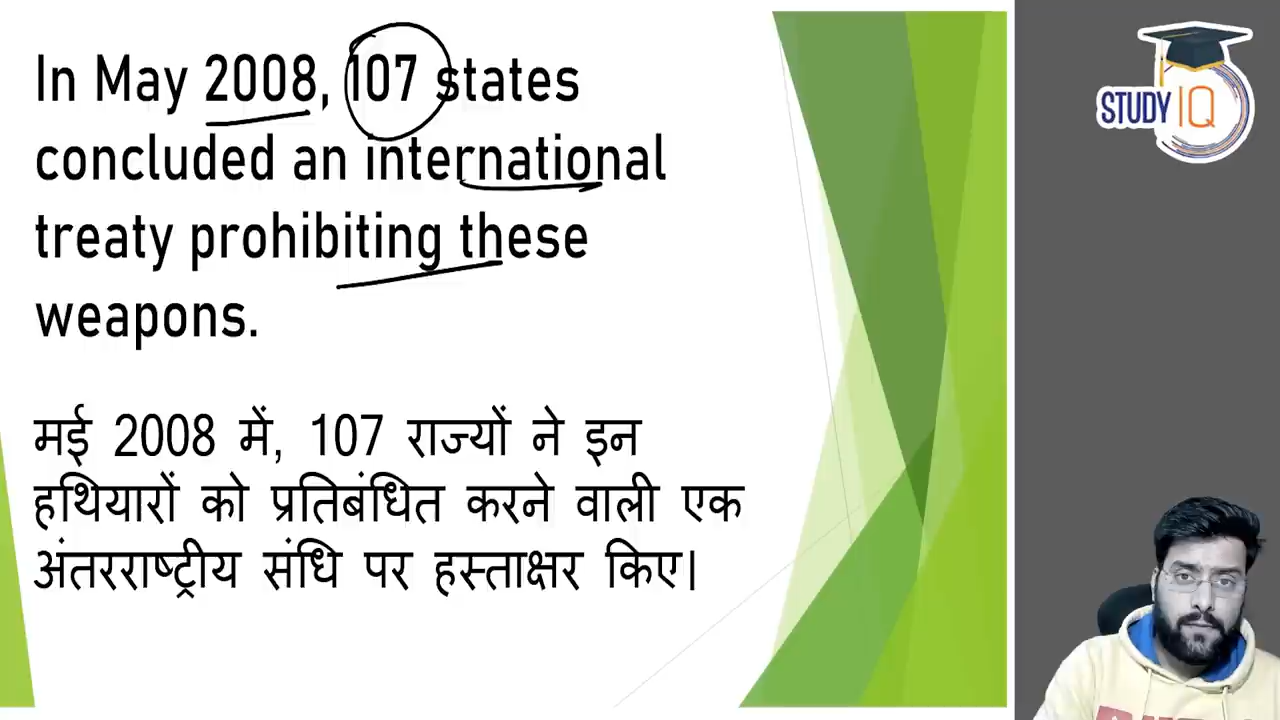 In May 2008, 107 states
concluded an international
treaty prohibiting these
weapons.
मई 2008 में, 107 राज्यों ने इन
हथियारों को प्रतिबंधित करने वाली एक
अंतरराष्ट्रीय संधि पर हस्ताक्षर किए।
STUDY IQ